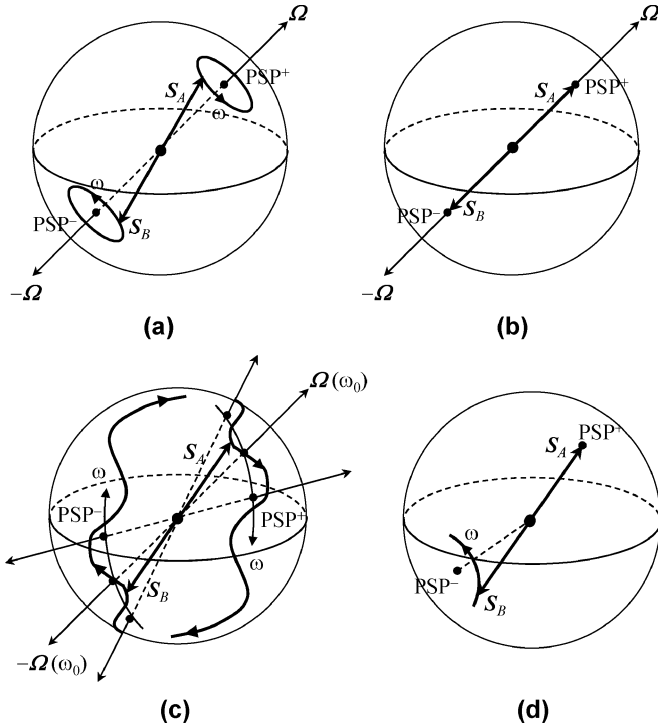 Ω
PSP⁺
S_A
ω
ω
PSP⁻
S_B
−Ω
(a)
Ω
PSP⁺
S_A
PSP⁻
S_B
−Ω
(b)
Ω(ω₀)
S_A
ω
PSP⁻
PSP⁺
ω
S_B
−Ω(ω₀)
(c)
PSP⁺
S_A
ω
PSP⁻
S_B
(d)